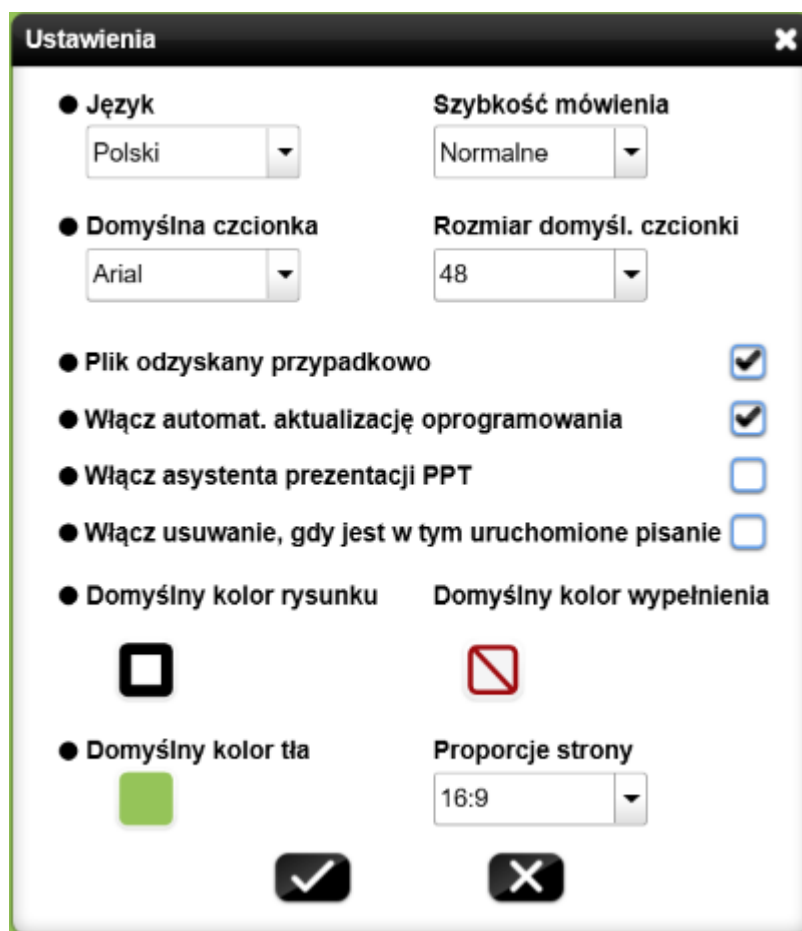 Ustawienia
Język Szybkość mówienia
Polski Normalne
Domyślna czcionka Rozmiar domyśl. czcionki
Arial 48
Plik odzyskany przypadkowo
Włącz automat. aktualizację oprogramowania
Włącz asystenta prezentacji PPT
Włącz usuwanie, gdy jest w tym uruchomione pisanie
Domyślny kolor rysunku Domyślny kolor wypełnienia
Domyślny kolor tła Proporcje strony
16:9